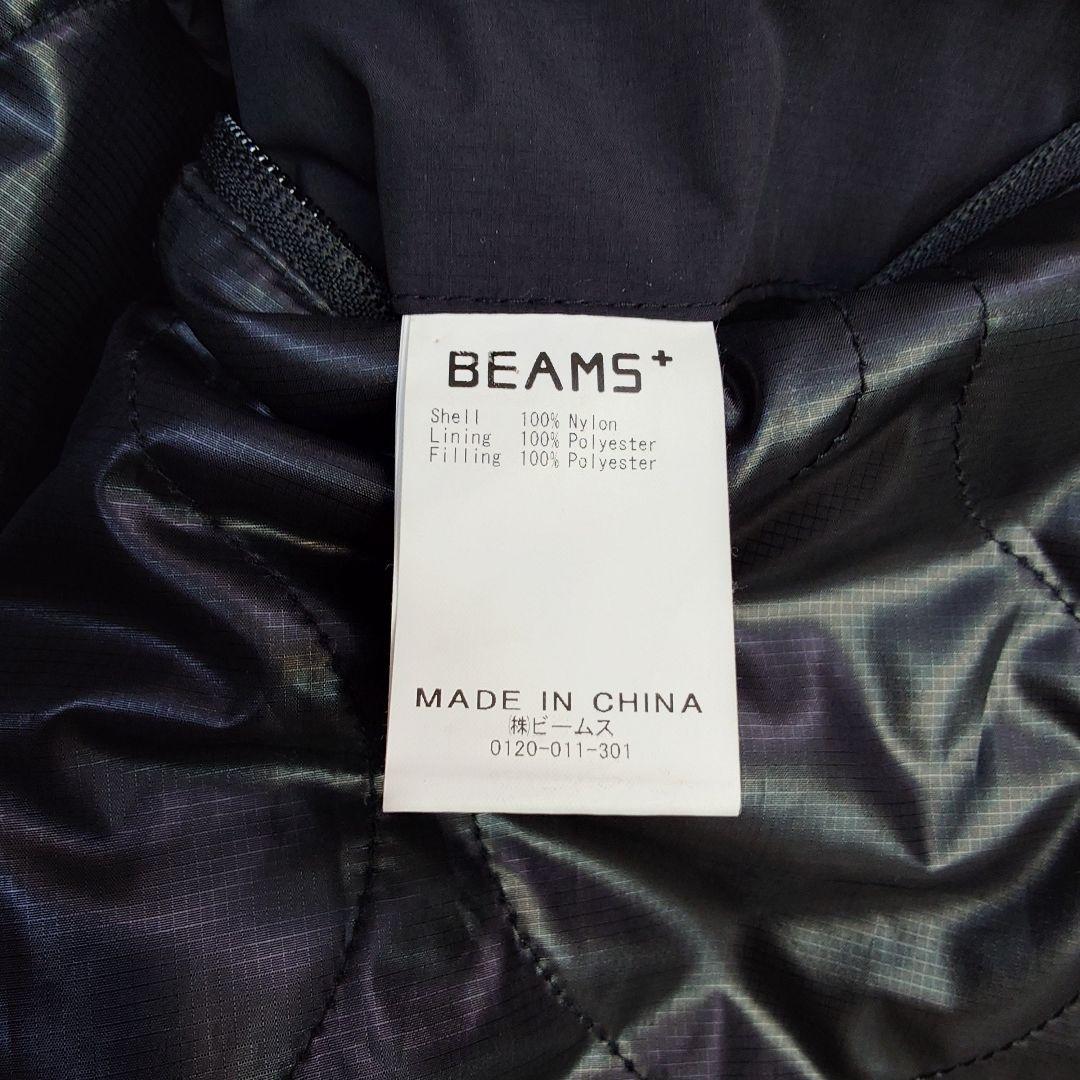 BEAMS+
Shell 100% Nylon
Lining 100% Polyester
Filling 100% Polyester
MADE IN CHINA
㈱ビームス
0120-011-301